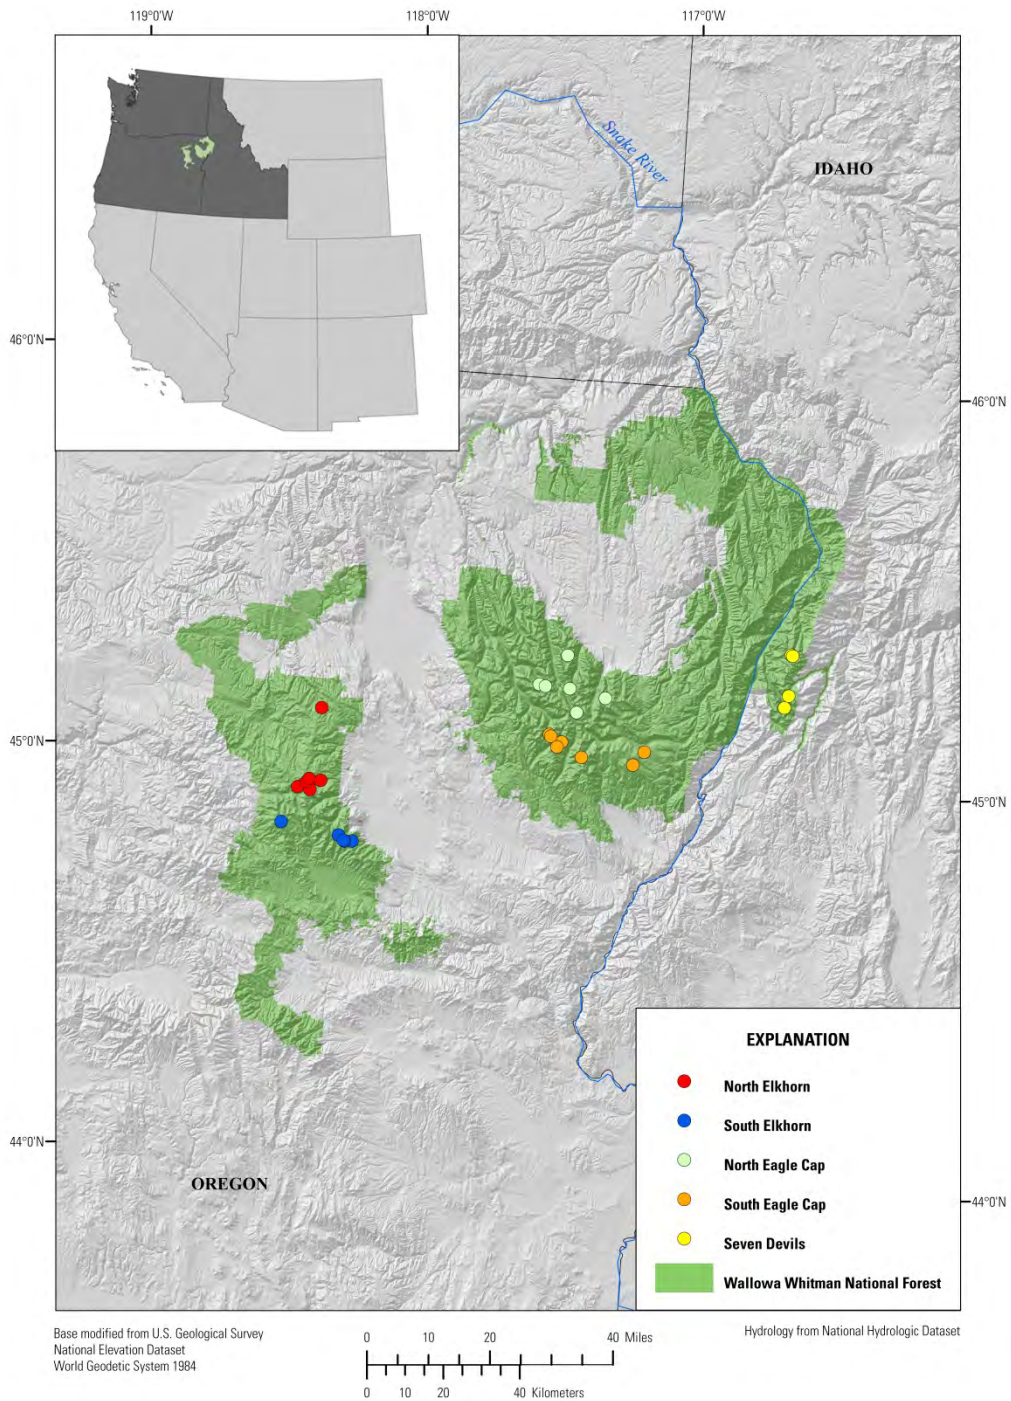 119°0'W
118°0'W
117°0'W
Snake River
IDAHO
46°0'N
46°0'N
45°0'N
45°0'N
44°0'N
44°0'N
OREGON
EXPLANATION
North Elkhorn
South Elkhorn
North Eagle Cap
South Eagle Cap
Seven Devils
Wallowa Whitman National Forest
Base modified from U.S. Geological Survey
National Elevation Dataset
World Geodetic System 1984
0 10 20 40 Miles
0 10 20 40 Kilometers
Hydrology from National Hydrologic Dataset